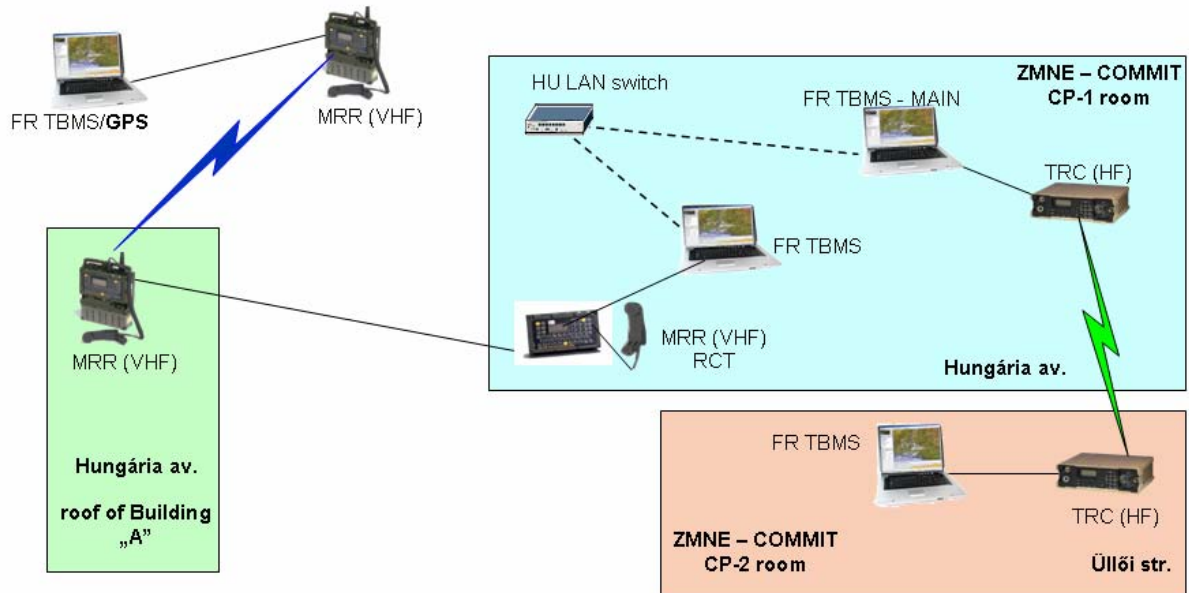 FR TBMS/GPS
MRR (VHF)
HU LAN switch
FR TBMS - MAIN
ZMNE – COMMIT
CP-1 room
TRC (HF)
FR TBMS
MRR (VHF)
RCT
Hungária av.
MRR (VHF)
Hungária av.
roof of Building
„A”
FR TBMS
TRC (HF)
ZMNE – COMMIT
CP-2 room
Üllői str.